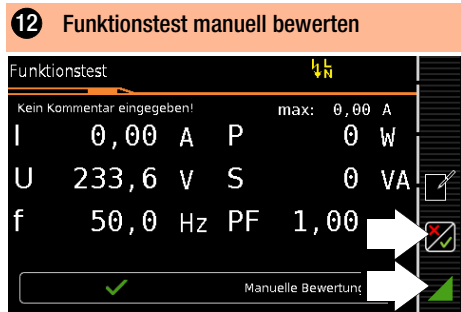 12 Funktionstest manuell bewerten
Funktionstest
L
N
Kein Kommentar eingegeben! max: 0,00 A
I 0,00 A P 0 W
U 233,6 V S 0 VA
f 50,0 Hz PF 1,00
Manuelle Bewertung